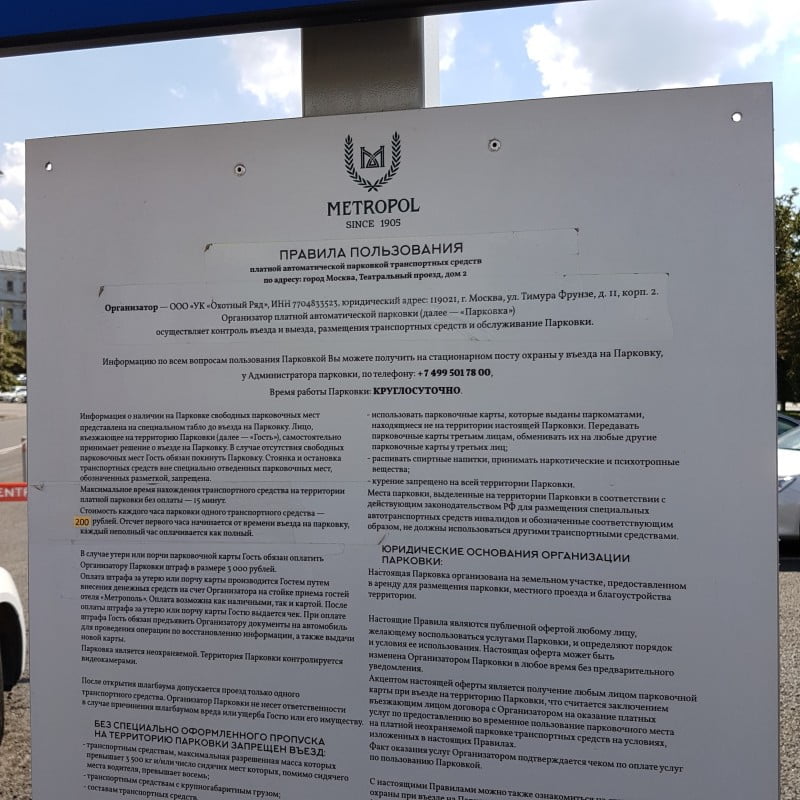 METROPOL
SINCE 1905
ПРАВИЛА ПОЛЬЗОВАНИЯ
платной автоматической парковкой транспортных средств
по адресу: город Москва, Театральный проезд, дом 2
Организатор — ООО «УК «Охотный Ряд», ИНН 7704833523, юридический адрес: 119021, г. Москва, ул. Тимура Фрунзе, д. 11, корп. 2.
Организатор платной автоматической парковки (далее — «Парковка»)
осуществляет контроль въезда и выезда, размещения транспортных средств и обслуживание Парковки.
Информацию по всем вопросам пользования Парковкой Вы можете получить на стационарном посту охраны у въезда на Парковку,
у Администратора парковки, по телефону: +7 499 501 78 00,
Время работы Парковки: КРУГЛОСУТОЧНО.
Информация о наличии на Парковке свободных парковочных мест
представлена на специальном табло до въезда на Парковку. Лицо,
въезжающее на территорию Парковки (далее — «Гость»), самостоятельно
принимает решение о въезде на Парковку. В случае отсутствия свободных
парковочных мест Гость обязан покинуть Парковку. Стоянка и остановка
транспортных средств вне специально отведенных парковочных мест,
обозначенных разметкой, запрещена.
Максимальное время нахождения транспортного средства на территории
платной парковки без оплаты — 15 минут.
Стоимость каждого часа парковки одного транспортного средства —
200 рублей. Отсчет первого часа начинается от времени въезда на парковку,
каждый неполный час оплачивается как полный.
В случае утери или порчи парковочной карты Гость обязан оплатить
Организатору Парковки штраф в размере 3 000 рублей.
Оплата штрафа за утерю или порчу карты производится Гостем путем
внесения денежных средств на счет Организатора на стойке приема гостей
отеля «Метрополь». Оплата возможна как наличными, так и картой. После
оплаты штрафа за утерю или порчу карты Гостю выдается чек. При оплате
штрафа Гость обязан предъявить Организатору документы на автомобиль
для проведения операции по восстановлению информации, а также выдачи
новой карты.
Парковка является неохраняемой. Территория Парковки контролируется
видеокамерами.
После открытия шлагбаума допускается проезд только одного
транспортного средства. Организатор Парковки не несет ответственности
в случае причинения шлагбаумом вреда или ущерба Гостю или его имуществу.
БЕЗ СПЕЦИАЛЬНО ОФОРМЛЕННОГО ПРОПУСКА
НА ТЕРРИТОРИЮ ПАРКОВКИ ЗАПРЕЩЕН ВЪЕЗД:
- транспортным средствам, максимальная разрешенная масса которых
превышает 3 500 кг и/или число сидячих мест которых, помимо сидячего
места водителя, превышает восемь;
- транспортным средствам с крупногабаритным грузом;
- составам транспортных средств
- использовать парковочные карты, которые выданы паркоматами,
находящиеся не на территории настоящей Парковки. Передавать
парковочные карты третьим лицам, обменивать их на любые другие
парковочные карты у третьих лиц;
- распивать спиртные напитки, принимать наркотические и психотропные
вещества;
- курение запрещено на всей территории Парковки.
Места парковки, выделенные на территории Парковки в соответствии с
действующим законодательством РФ для размещения специальных
автотранспортных средств инвалидов и обозначенные соответствующим
образом, не должны использоваться другими транспортными средствами.
ЮРИДИЧЕСКИЕ ОСНОВАНИЯ ОРГАНИЗАЦИИ
ПАРКОВКИ:
Настоящая Парковка организована на земельном участке, предоставленном
в аренду для размещения парковки, местного проезда и благоустройства
территории.
Настоящие Правила являются публичной офертой любому лицу,
желающему воспользоваться услугами Парковки, и определяют порядок
и условия ее использования. Настоящая оферта может быть
изменена Организатором Парковки в любое время без предварительного
уведомления.
Акцептом настоящей оферты является получение любым лицом парковочной
карты при въезде на территорию Парковки, что считается заключением
въезжающим лицом договора с Организатором на оказание платных
услуг по предоставлению во временное пользование парковочного места
на платной неохраняемой парковке транспортных средств на условиях,
изложенных в настоящих Правилах.
Факт оказания услуг Организатором подтверждается чеком по оплате услуг
по пользованию Парковкой.
С настоящими Правилами можно также ознакомиться на
охраны при въезде на